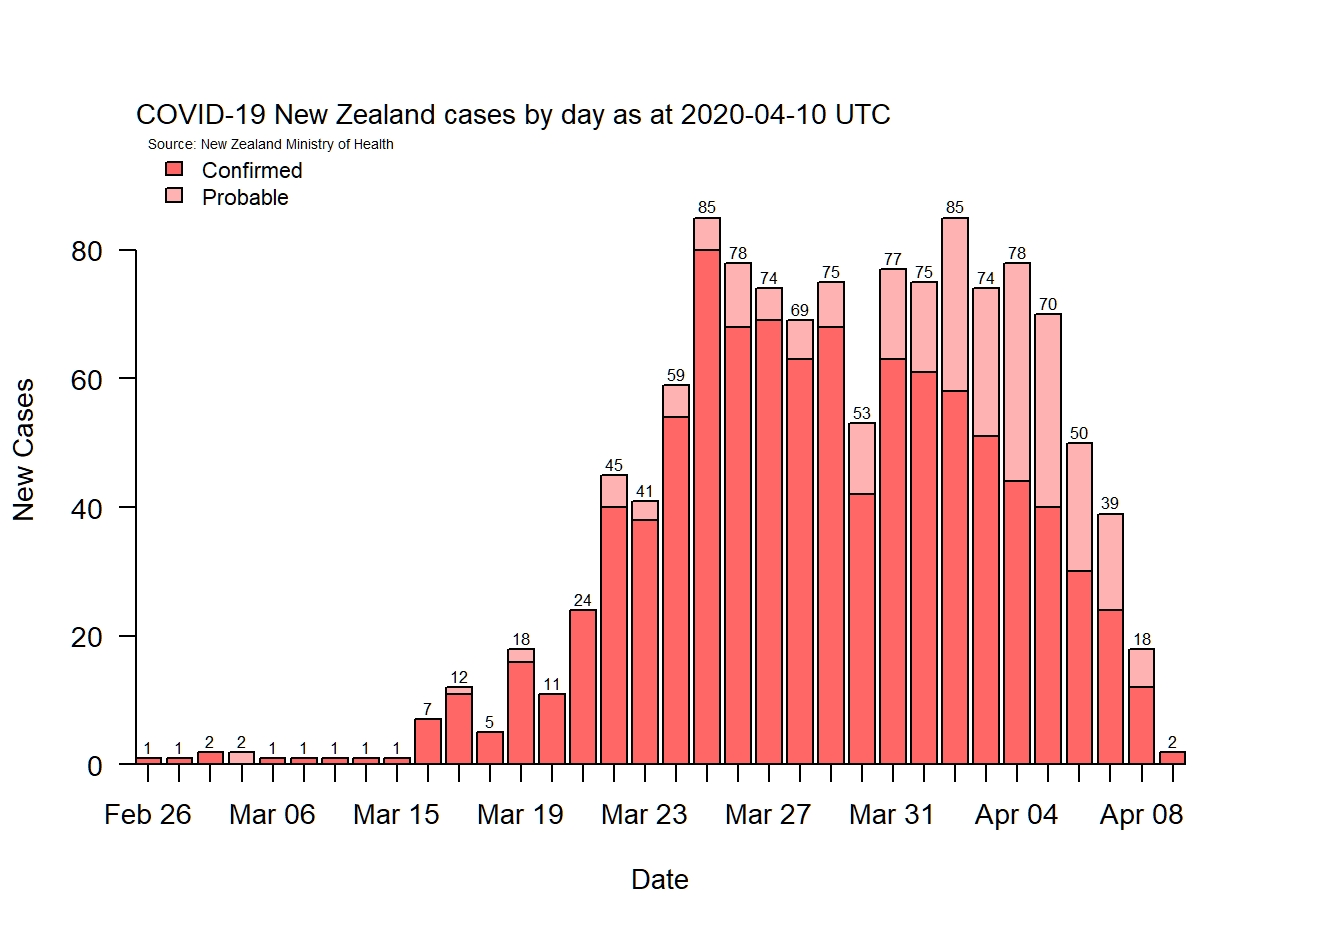 COVID-19 New Zealand cases by day as at 2020-04-10 UTC
Source: New Zealand Ministry of Health
Confirmed
Probable
New Cases
80
60
40
20
0
1 1 2 2 1 1 1 1 1 7 12 5 18 11 24 45 41 59 85 78 74 69 75 53 77 75 85 74 78 70 50 39 18 2
Feb 26 Mar 06 Mar 15 Mar 19 Mar 23 Mar 27 Mar 31 Apr 04 Apr 08
Date